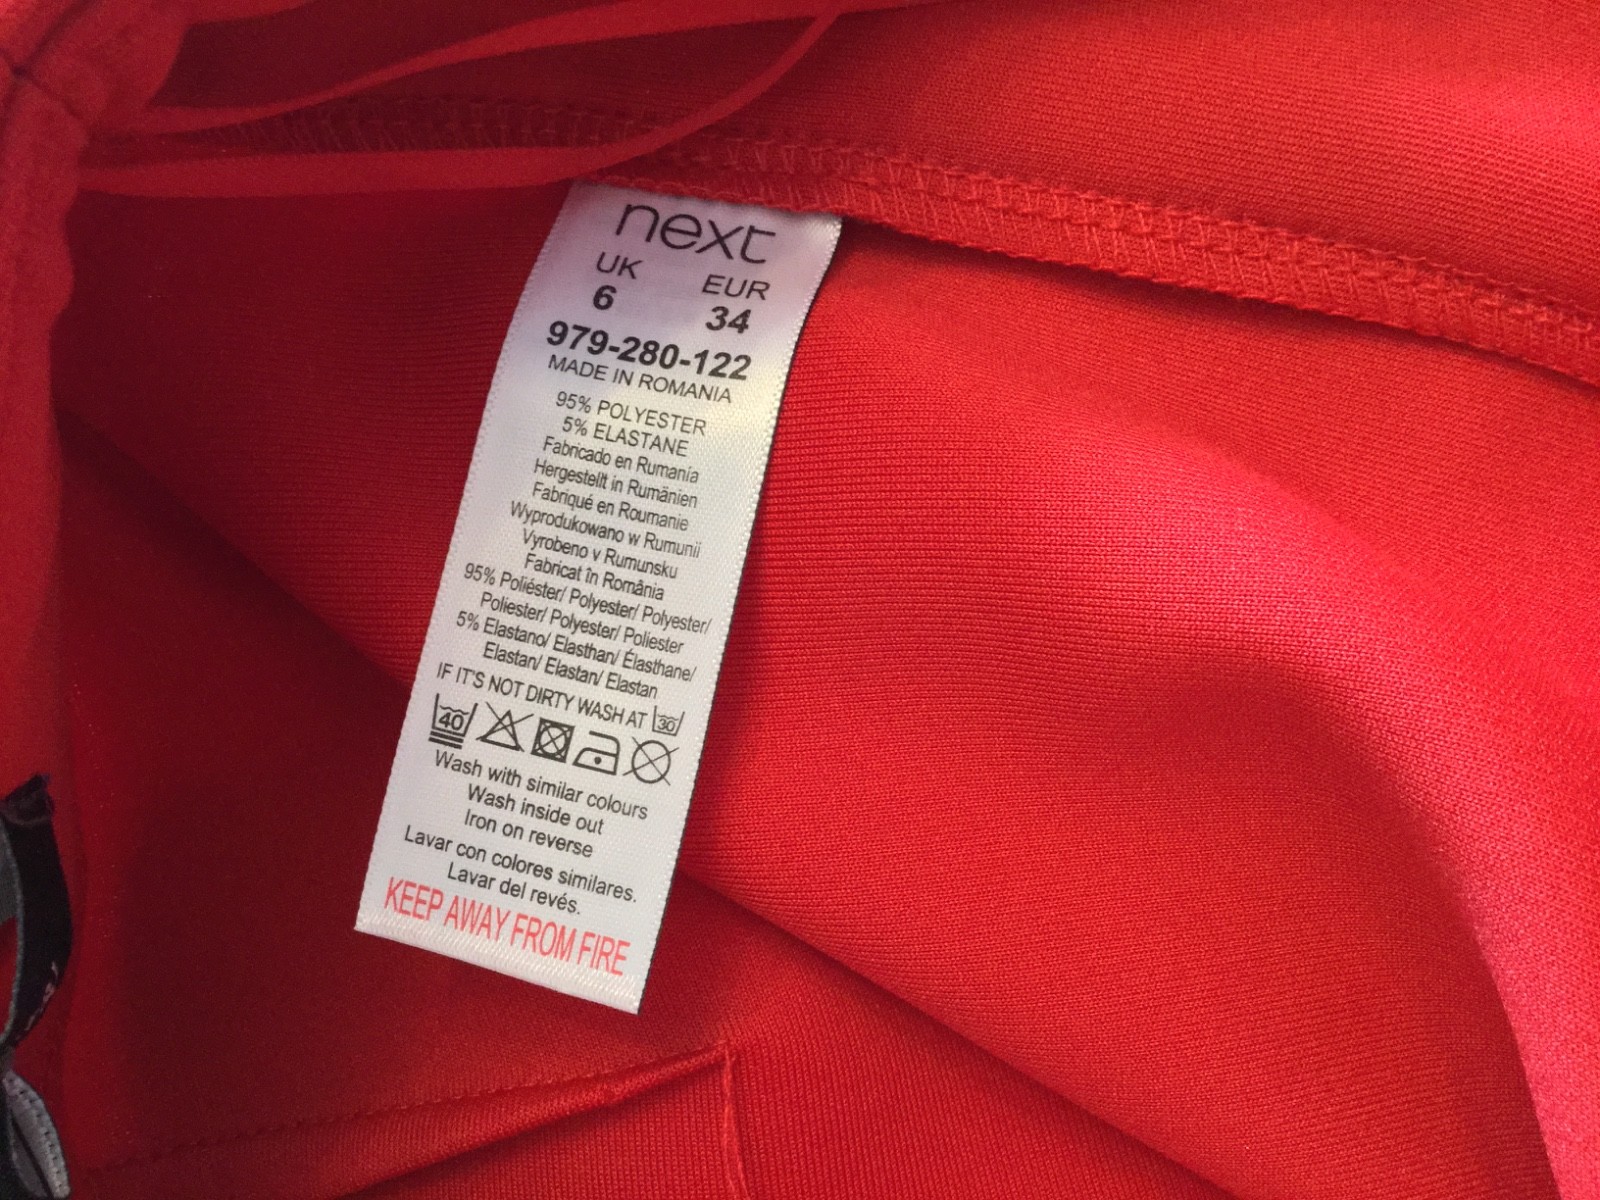 next
UK EUR
6 34
979-280-122
MADE IN ROMANIA
95% POLYESTER
5% ELASTANE
Fabricado en Rumanía
Hergestellt in Rumänien
Fabriqué en Roumanie
Wyprodukowano w Rumunii
Vyrobeno v Rumunsku
Fabricat în România
95% Poliéster/ Polyester/ Polyester/
Poliester/ Polyester/ Poliester
5% Elastano/ Elasthan/ Élasthane/
Elastan/ Elastan/ Elastan
IF IT'S NOT DIRTY WASH AT 30
40
Wash with similar colours
Wash inside out
Iron on reverse
Lavar con colores similares.
Lavar del revés.
KEEP AWAY FROM FIRE